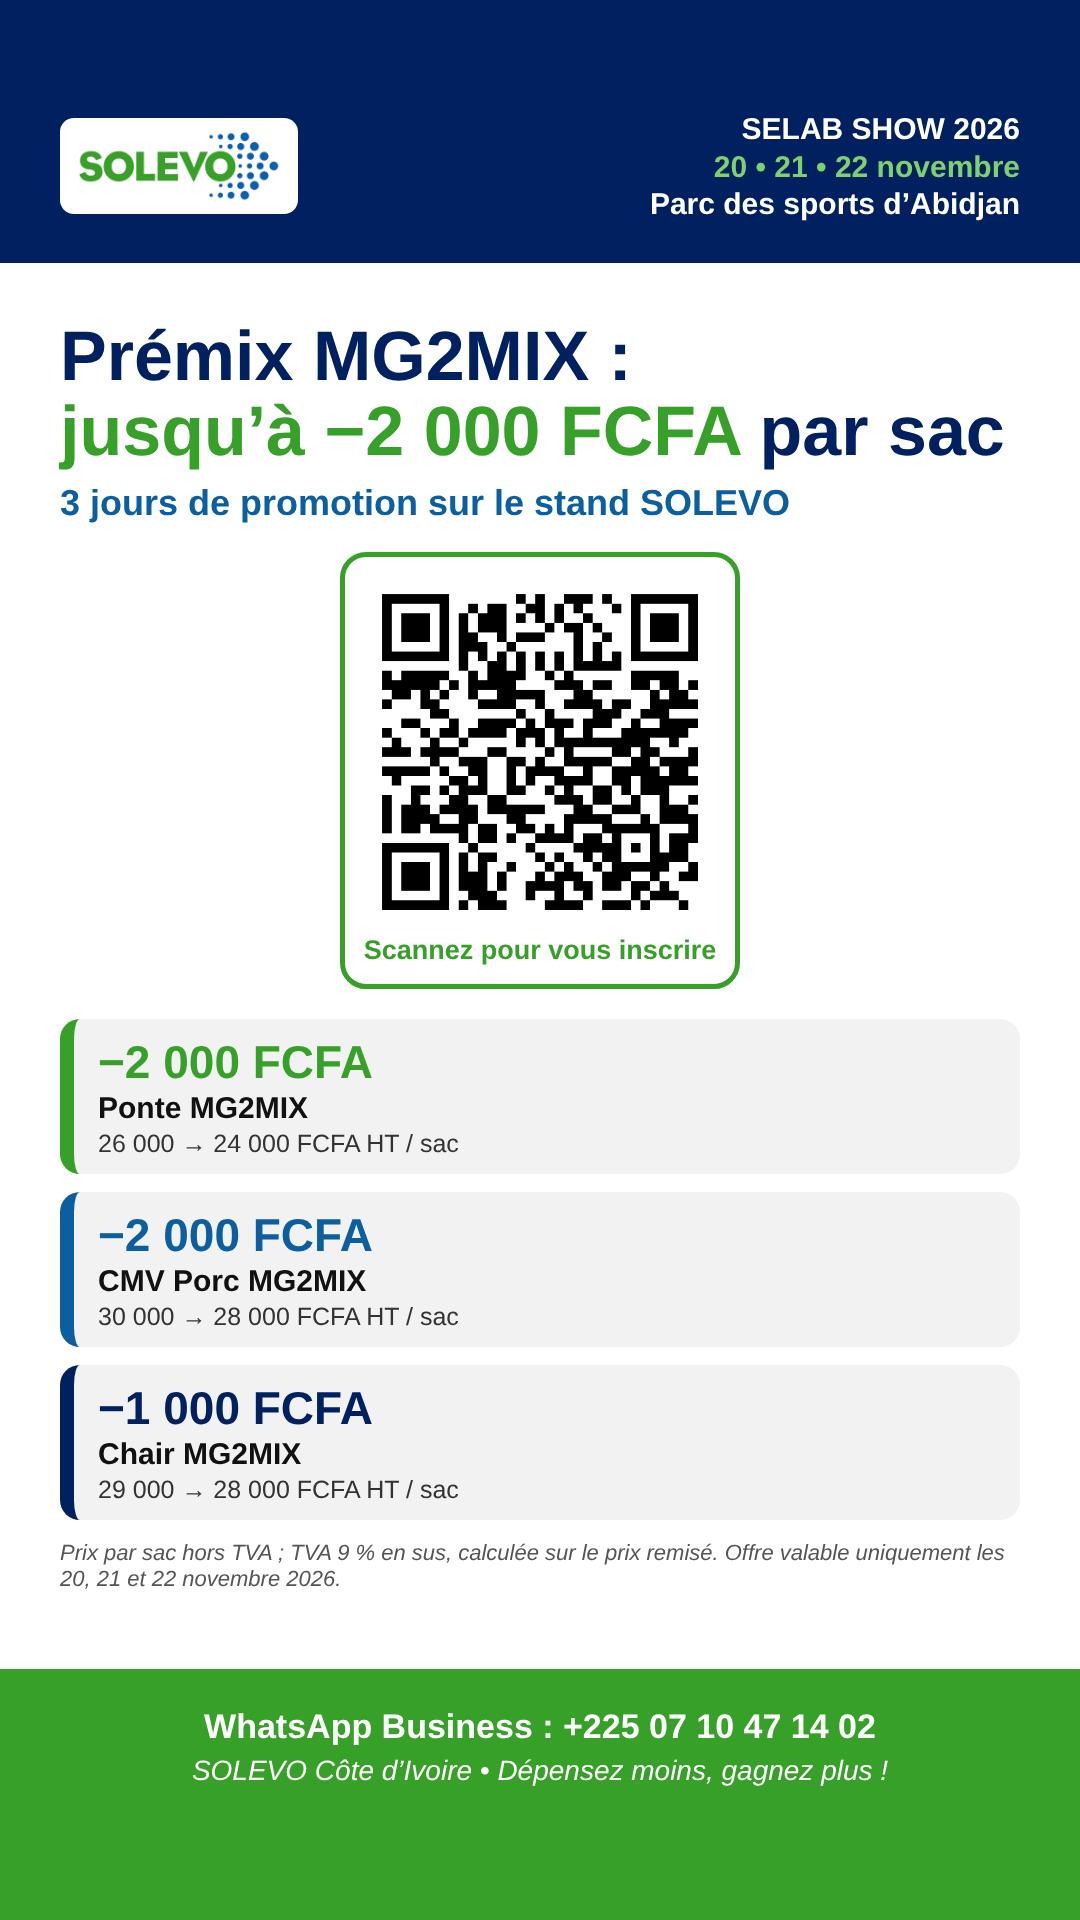 SOLEVO
SELAB SHOW 2026
20 • 21 • 22 novembre
Parc des sports d’Abidjan
Prémix MG2MIX :
jusqu’à −2 000 FCFA par sac
3 jours de promotion sur le stand SOLEVO
Scannez pour vous inscrire
−2 000 FCFA
Ponte MG2MIX
26 000 → 24 000 FCFA HT / sac
−2 000 FCFA
CMV Porc MG2MIX
30 000 → 28 000 FCFA HT / sac
−1 000 FCFA
Chair MG2MIX
29 000 → 28 000 FCFA HT / sac
Prix par sac hors TVA ; TVA 9 % en sus, calculée sur le prix remisé. Offre valable uniquement les
20, 21 et 22 novembre 2026.
WhatsApp Business : +225 07 10 47 14 02
SOLEVO Côte d’Ivoire • Dépensez moins, gagnez plus !